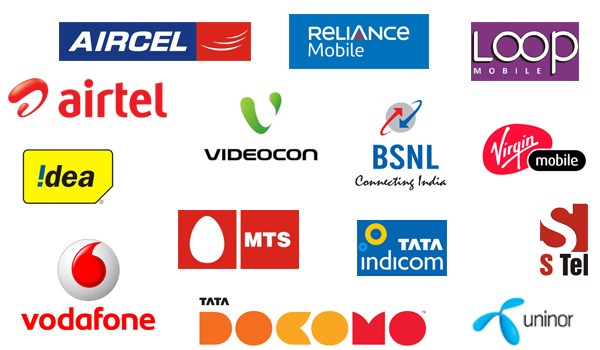 AIRCEL
RELIANCE
Mobile
LOOP
MOBILE
airtel
VIDEOCON
BSNL
Connecting India
Virgin
mobile
!dea
MTS
TATA
indicom
S
S Tel
vodafone
TATA
DOCOMO™
uninor